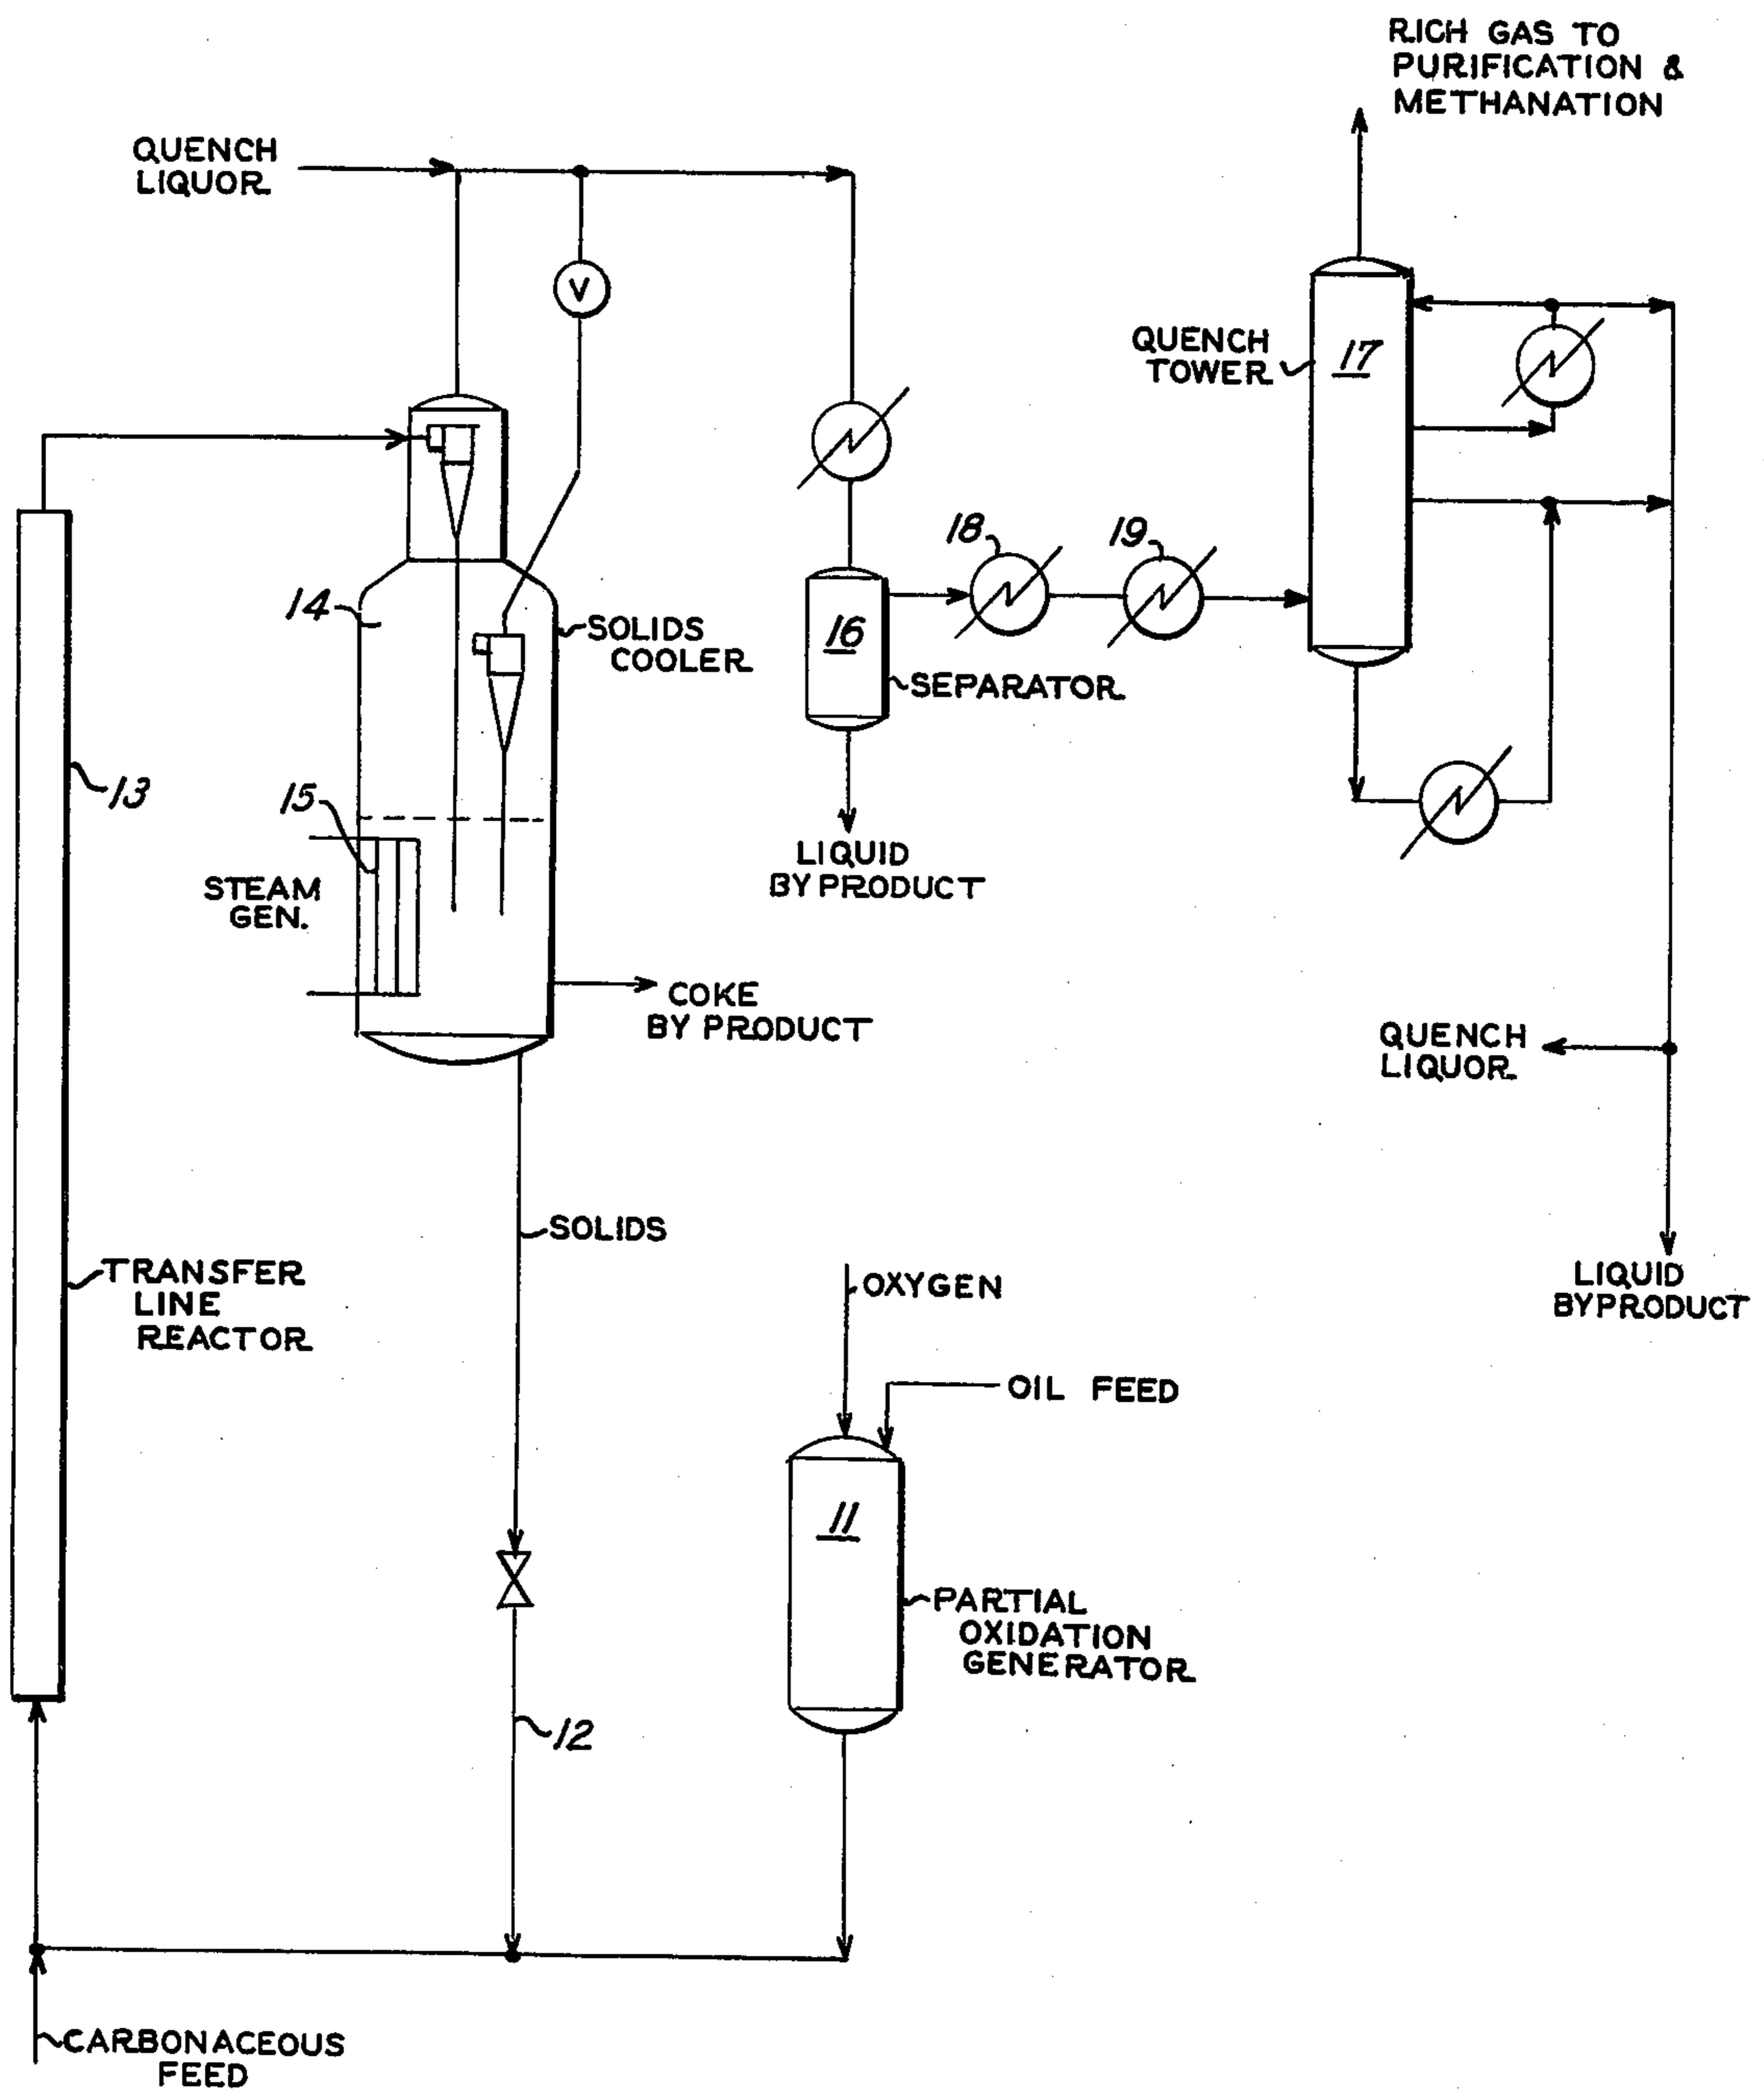 RICH GAS TO
PURIFICATION &
METHANATION
QUENCH
LIQUOR
V
QUENCH
TOWER
17
18
19
14
SOLIDS
COOLER
16
SEPARATOR
13
15
STEAM
GEN.
LIQUID
BY PRODUCT
COKE
BY PRODUCT
QUENCH
LIQUOR
SOLIDS
TRANSFER
LINE
REACTOR
OXYGEN
LIQUID
BYPRODUCT
OIL FEED
11
PARTIAL
OXIDATION
GENERATOR
12
CARBONACEOUS
FEED